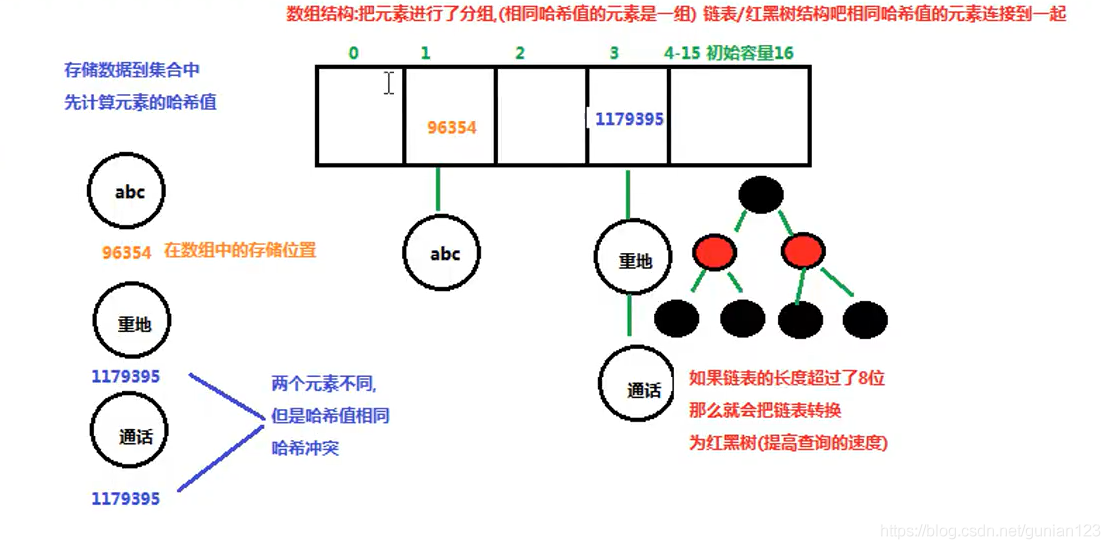 数组结构:把元素进行了分组,(相同哈希值的元素是一组) 链表/红黑树结构吧相同哈希值的元素连接到一起
0 1 2 3 4-15 初始容量16
存储数据到集合中
先计算元素的哈希值
96354
1179395
abc
96354 在数组中的存储位置
abc
重地
重地
1179395
两个元素不同,
但是哈希值相同
哈希冲突
通话
1179395
通话
如果链表的长度超过了8位
那么就会把链表转换
为红黑树(提高查询的速度)
https://blog.csdn.net/gunian123